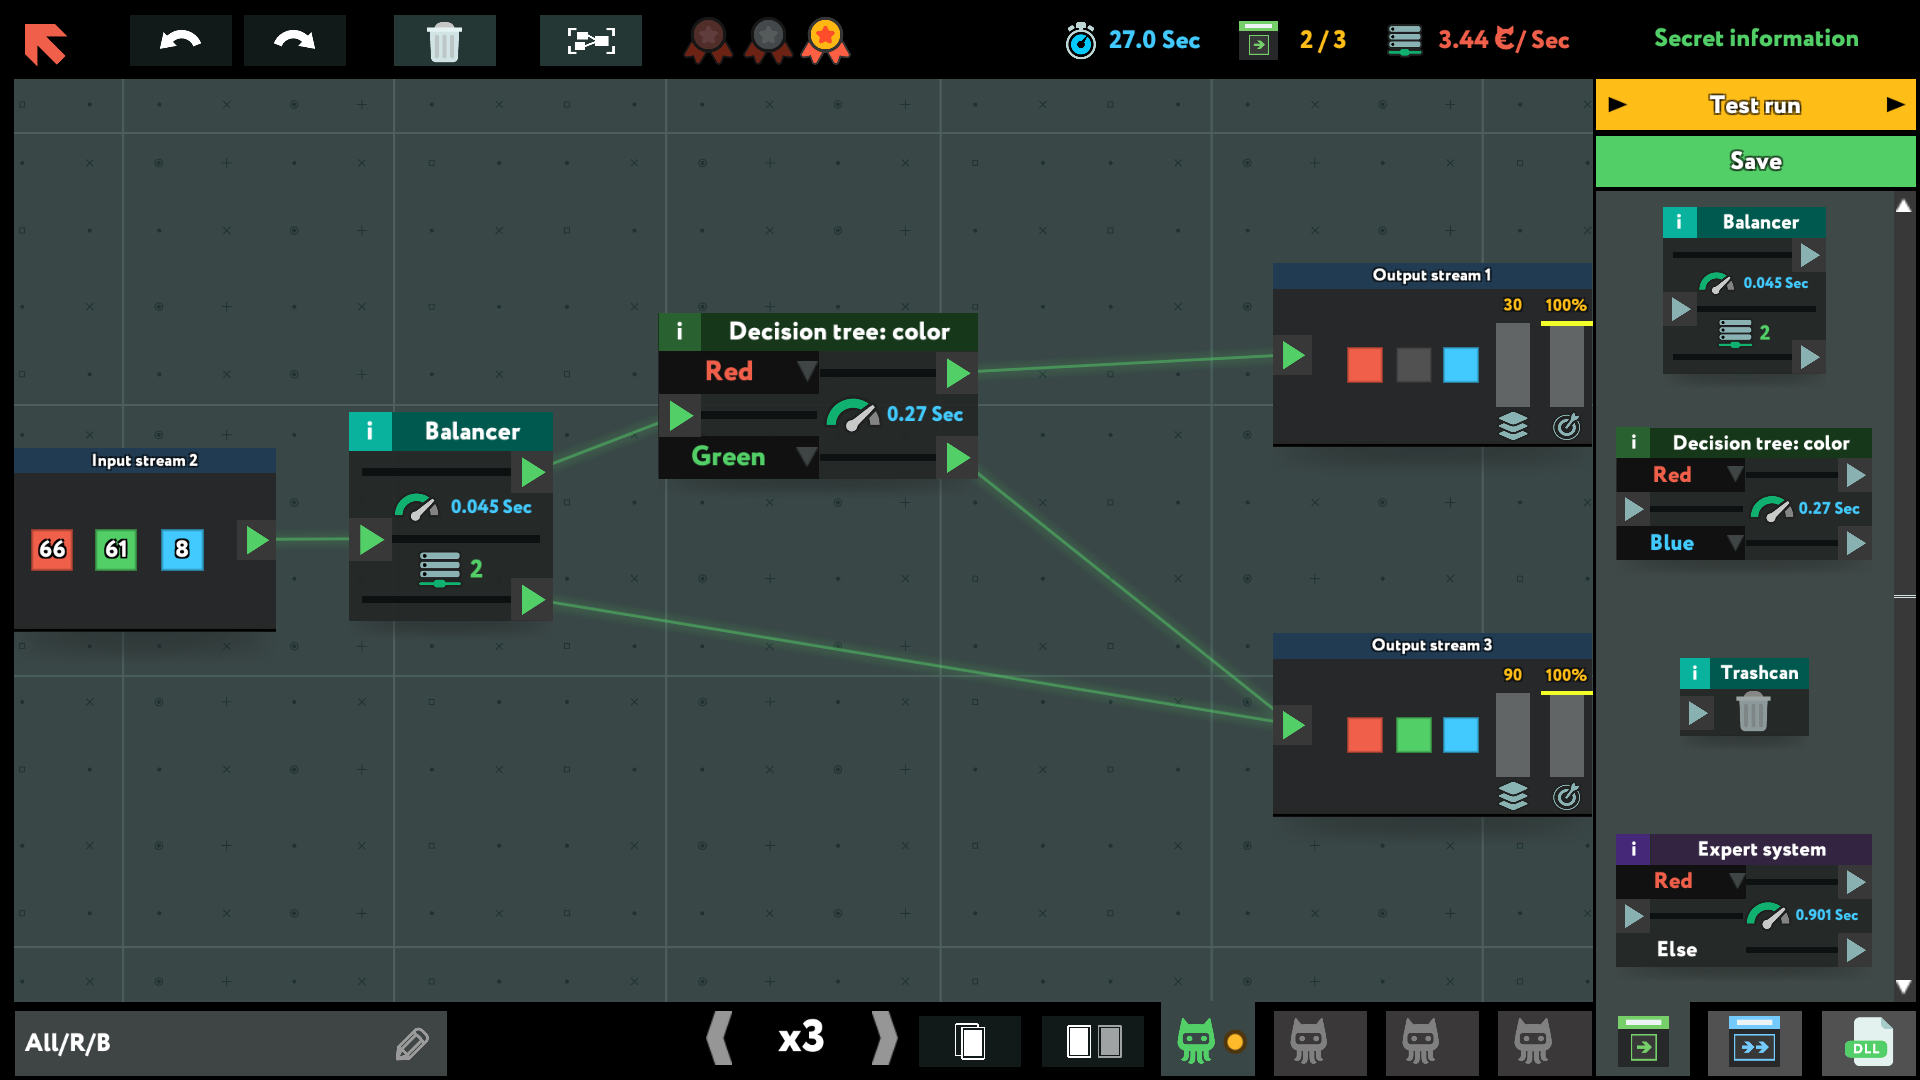 27.0 Sec
2 / 3
3.44 / Sec
Secret information
Test run
Save
Balancer
0.045 Sec
2
Decision tree: color
Red
0.27 Sec
Blue
Trashcan
Expert system
Red
0.901 Sec
Else
Input stream 2
66 61 8
Balancer
0.045 Sec
2
Decision tree: color
Red
0.27 Sec
Green
Output stream 1
30 100%
Output stream 3
90 100%
All/R/B
x3
DLL